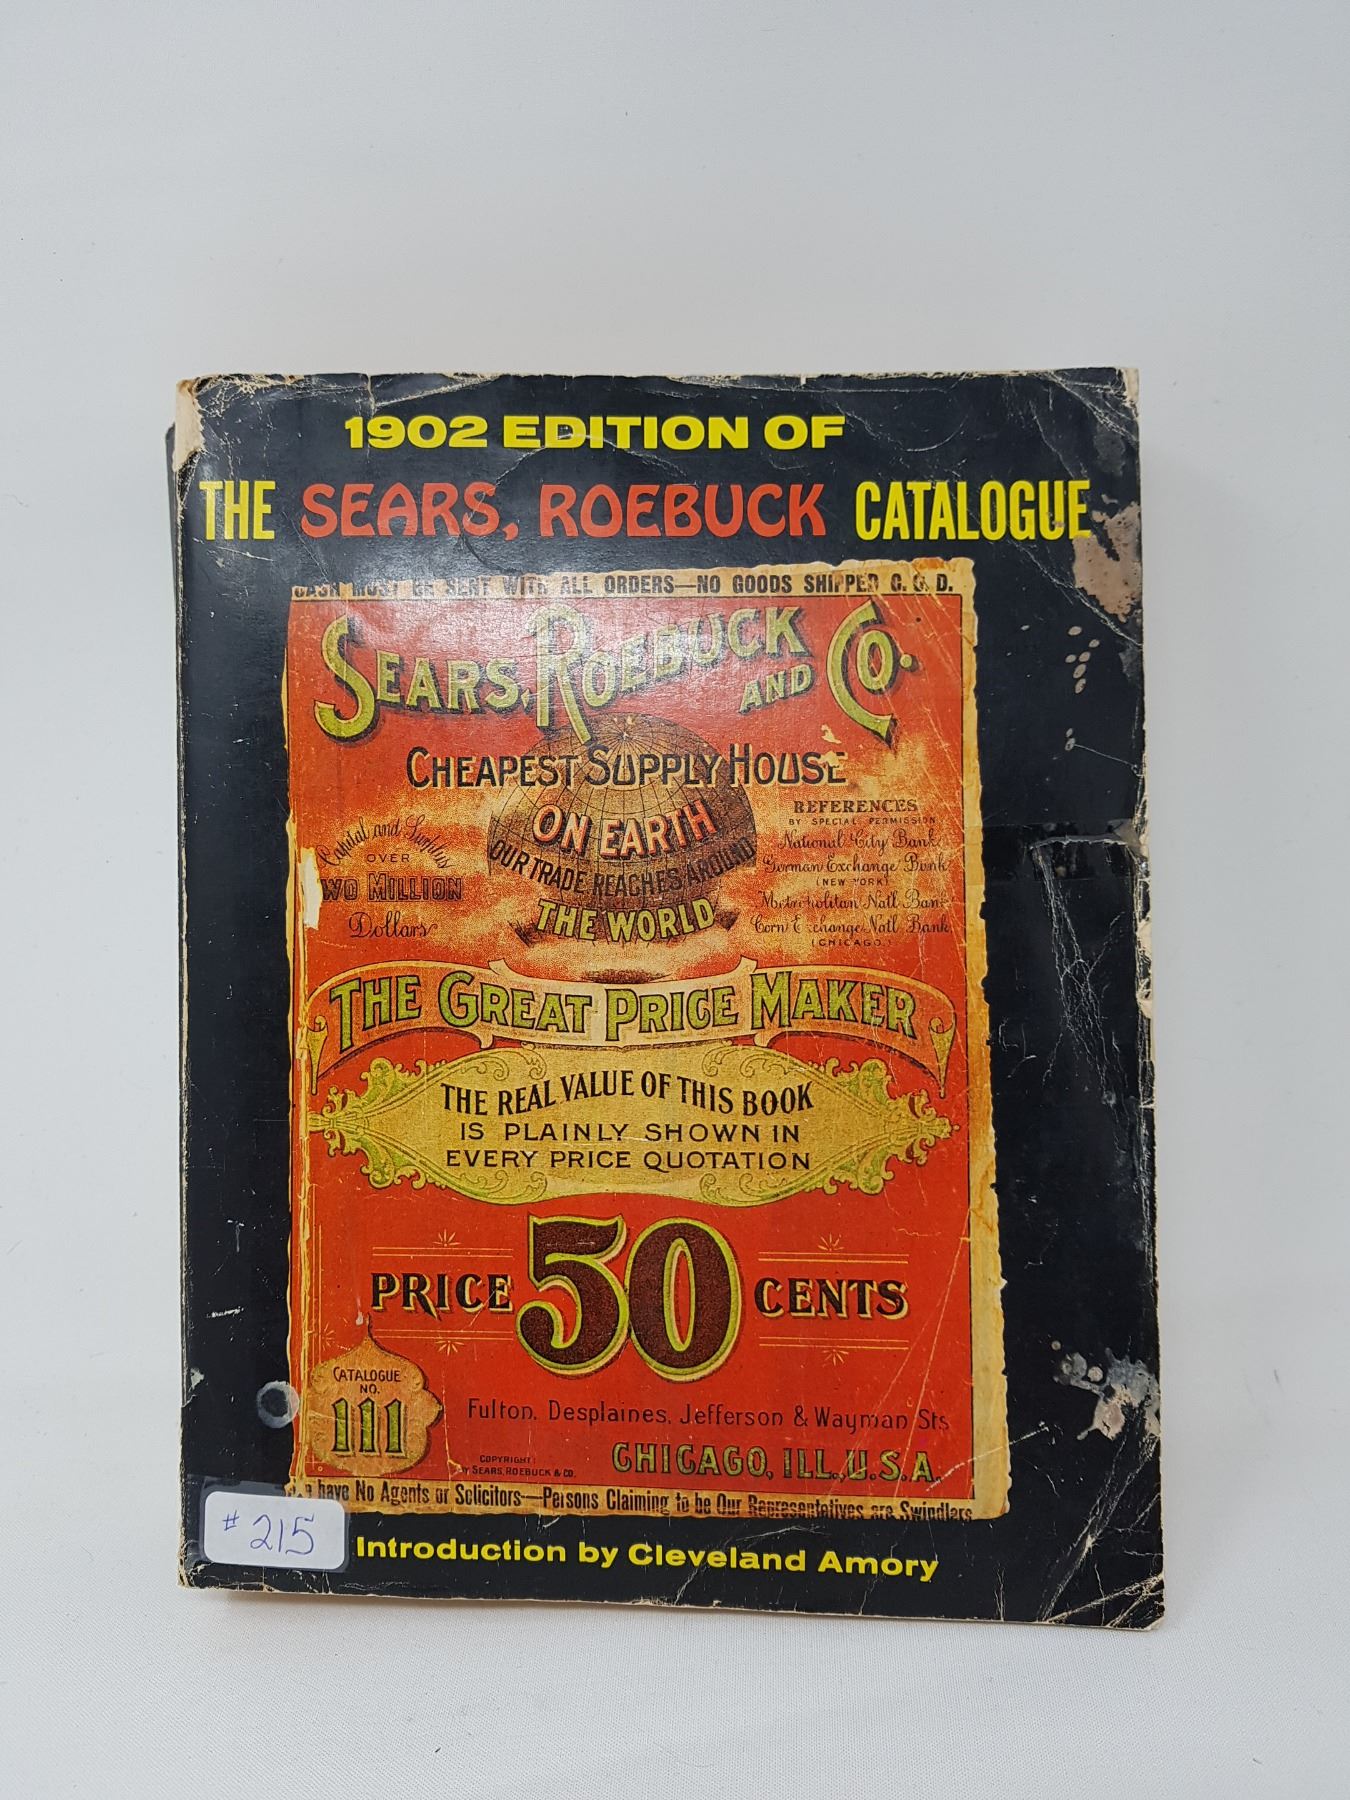 1902 EDITION OF
THE SEARS, ROEBUCK CATALOGUE
CASH MUST BE SENT WITH ALL ORDERS—NO GOODS SHIPPED C. O. D.
SEARS, ROEBUCK AND CO.
CHEAPEST SUPPLY HOUSE
ON EARTH
OUR TRADE REACHES AROUND
THE WORLD
Capital and Surplus
OVER
TWO MILLION
Dollars
REFERENCES
BY SPECIAL PERMISSION
National City Bank
German Exchange Bank
(NEW YORK)
Metropolitan Natl Bank
Corn Exchange Natl Bank
(CHICAGO.)
THE GREAT PRICE MAKER
THE REAL VALUE OF THIS BOOK
IS PLAINLY SHOWN IN
EVERY PRICE QUOTATION
PRICE 50 CENTS
CATALOGUE
NO.
111
Fulton, Desplaines, Jefferson & Wayman Sts
COPYRIGHT:
BY SEARS, ROEBUCK & CO.
CHICAGO, ILL., U.S.A.
have No Agents or Solicitors—Persons Claiming to be Our Representatives are Swindlers
# 215
Introduction by Cleveland Amory